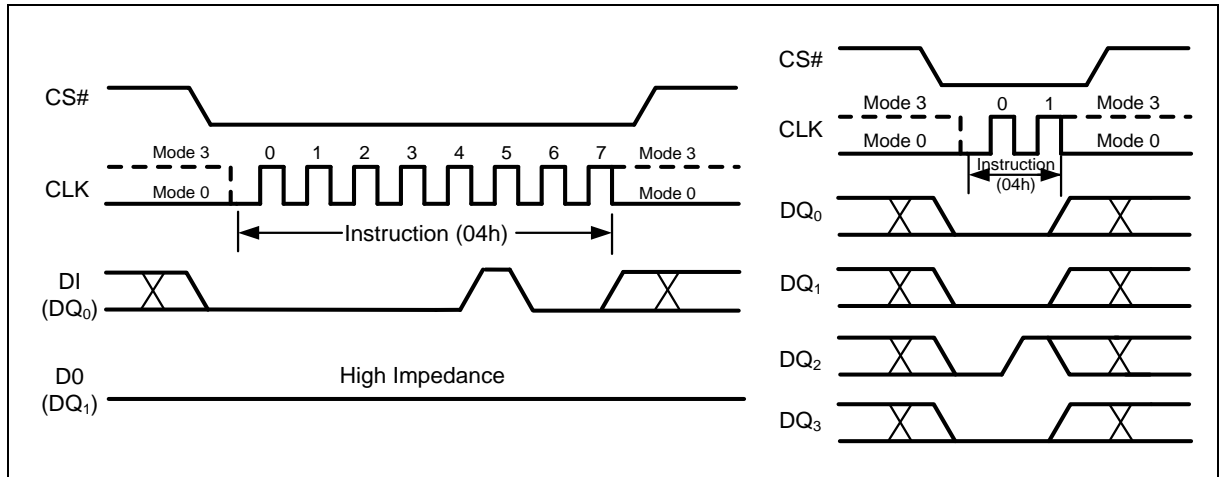 CS#
Mode 3
0 1 2 3 4 5 6 7
Mode 3
CLK
Mode 0
Mode 0
Instruction (04h)
DI
(DQ0)
D0
(DQ1)
High Impedance
CS#
Mode 3
0 1
Mode 3
CLK
Mode 0
Mode 0
Instruction
(04h)
DQ0
DQ1
DQ2
DQ3